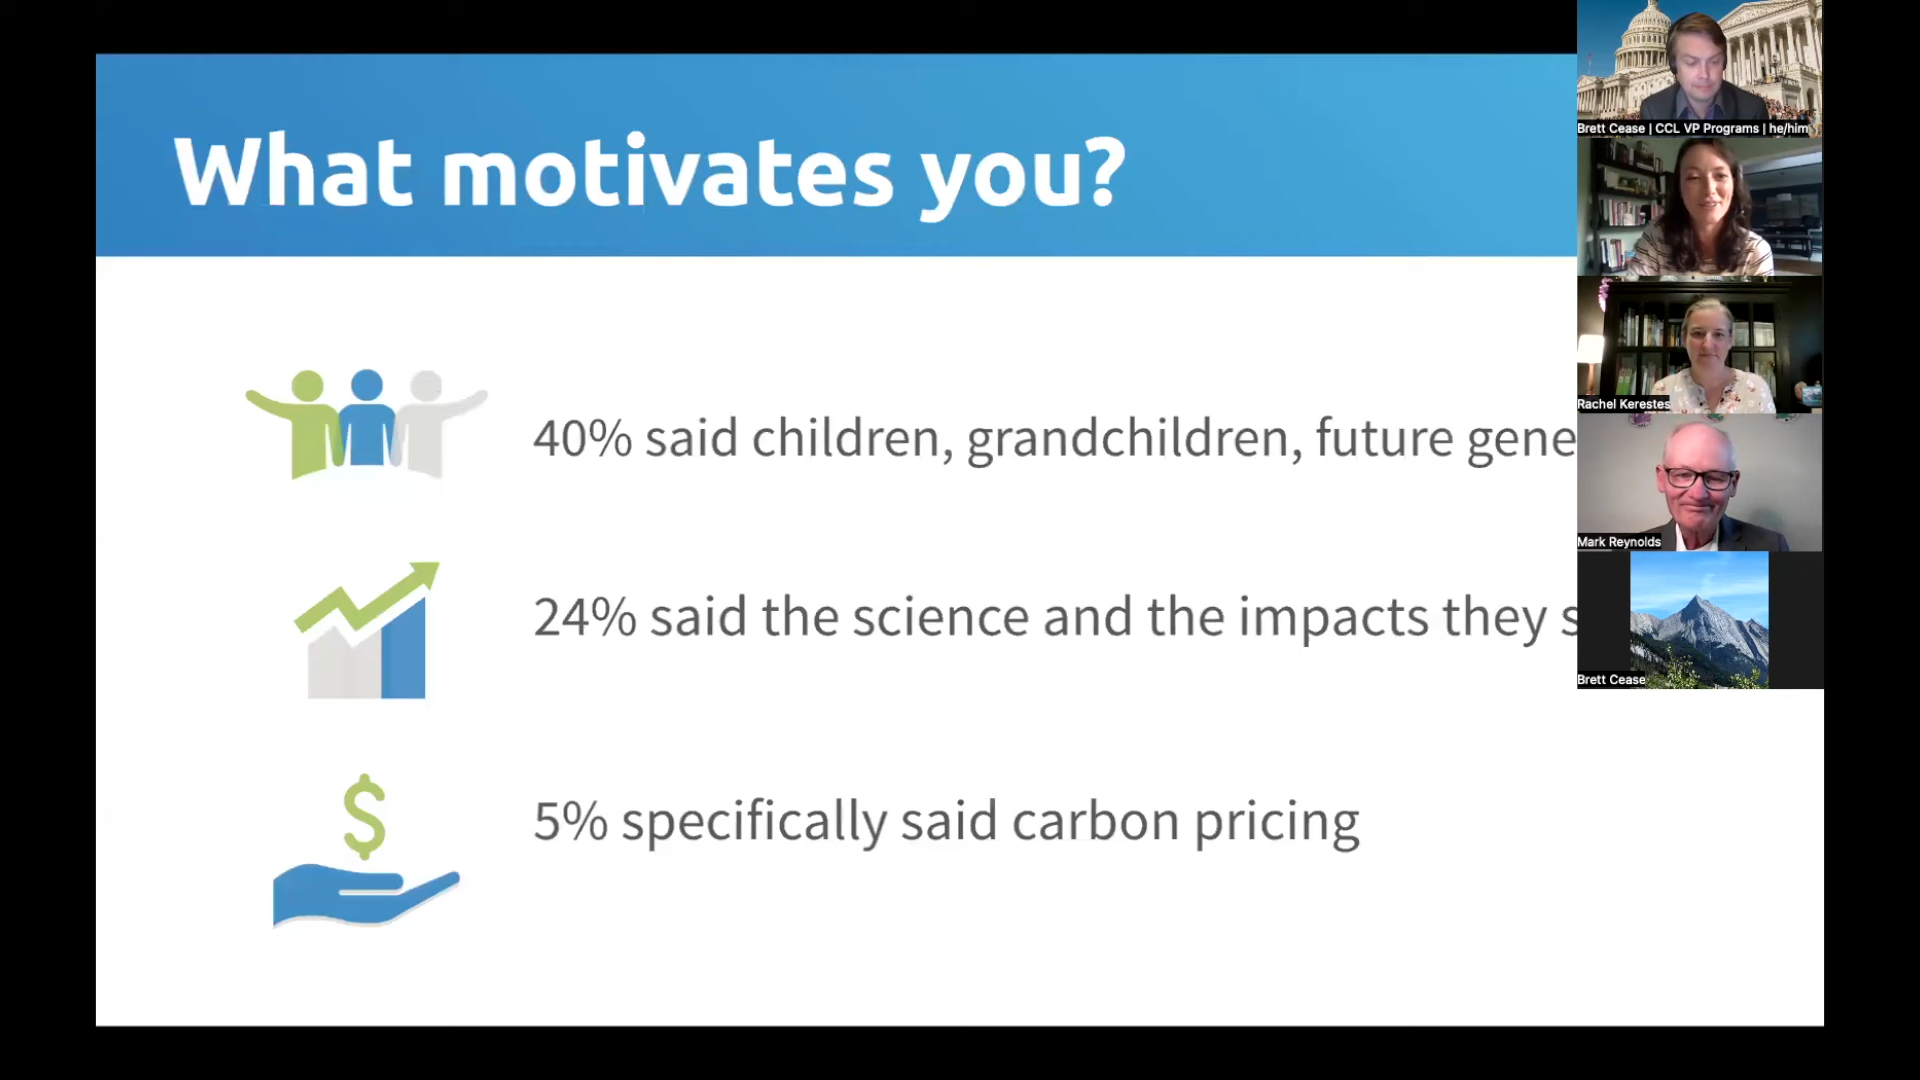 What motivates you?
40% said children, grandchildren, future gene
24% said the science and the impacts they s
5% specifically said carbon pricing
Brett Cease | CCL VP Programs | he/him
Rachel Kerestes
Mark Reynolds
Brett Cease